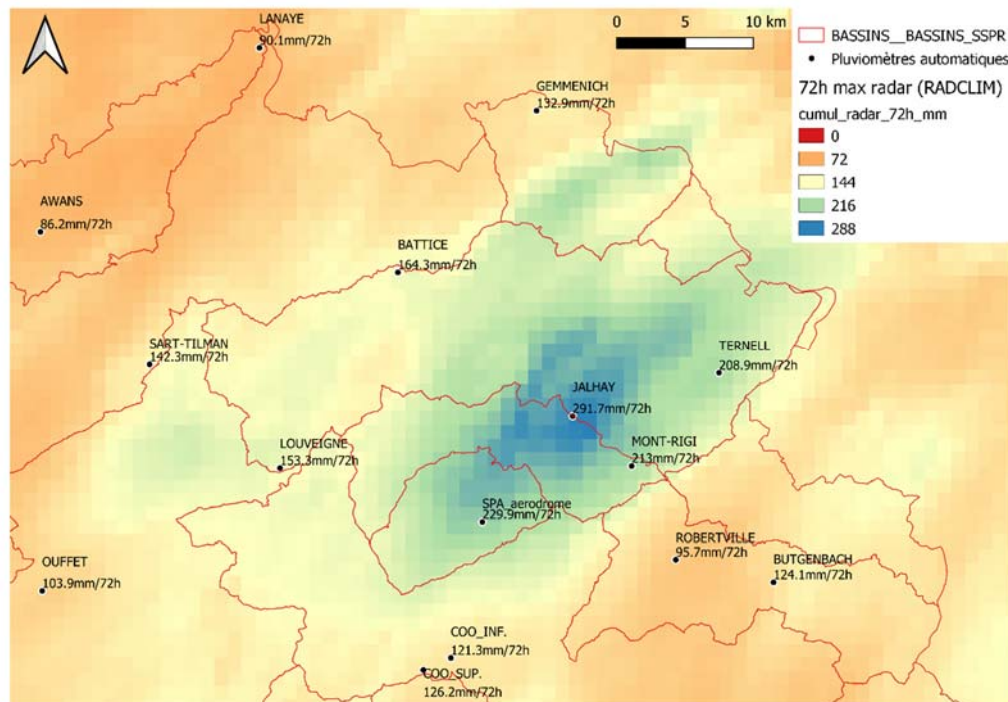 LANAYE
90.1mm/72h
0 5 10 km
BASSINS__BASSINS_SSPR
Pluviomètres automatiques
72h max radar (RADCLIM)
cumul_radar_72h_mm
0
72
144
216
288
GEMMENICH
132.9mm/72h
AWANS
86.2mm/72h
BATTICE
164.3mm/72h
SART-TILMAN
142.3mm/72h
TERNELL
208.9mm/72h
JALHAY
291.7mm/72h
LOUVEIGNE
153.3mm/72h
MONT-RIGI
213mm/72h
SPA_aerodrome
229.9mm/72h
OUFFET
103.9mm/72h
ROBERTVILLE
95.7mm/72h
BUTGENBACH
124.1mm/72h
COO_INF.
121.3mm/72h
COO_SUP.
126.2mm/72h